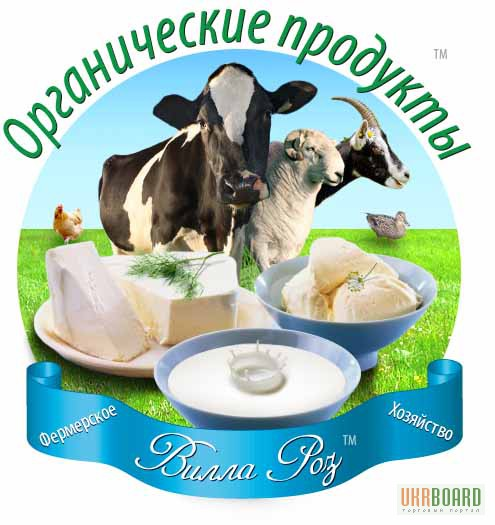 Органические продукты
TM
Фермерское
Вилла Роз TM
Хозяйство
UKRBOARD
торговый портал